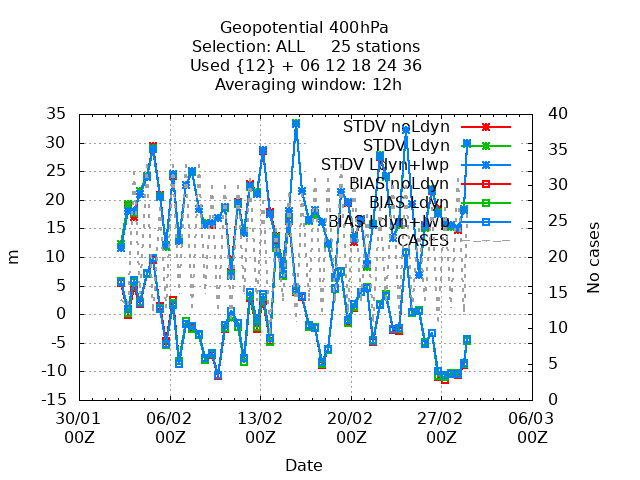 Geopotential 400hPa
Selection: ALL 25 stations
Used {12} + 06 12 18 24 36
Averaging window: 12h
35 40
30 35
25 30
20 25
15 20
10 15
5 10
0 5
-5 0
-10
-15
m
No cases
STDV noLdyn
STDV Ldyn
STDV Ldyn+lwp
BIAS noLdyn
BIAS Ldyn
BIAS Ldyn+lwp
CASES
30/01 06/02 13/02 20/02 27/02 06/03
00Z 00Z 00Z 00Z 00Z 00Z
Date